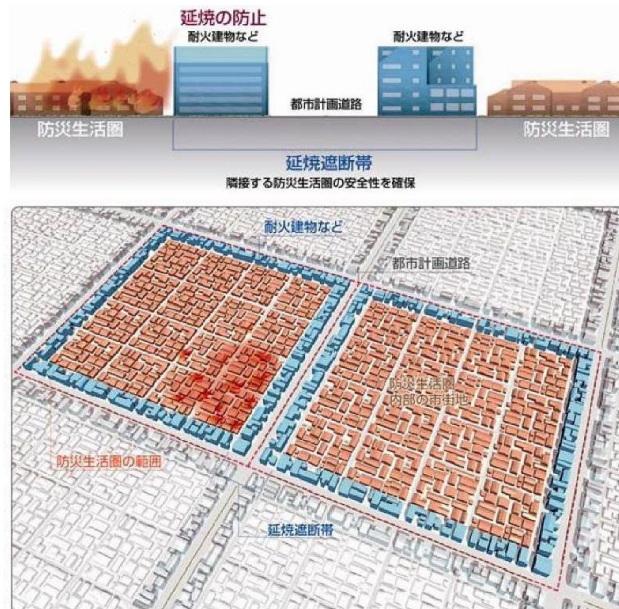 延焼の防止
耐火建物など
耐火建物など
都市計画道路
防災生活圏
防災生活圏
延焼遮断帯
隣接する防災生活圏の安全性を確保
耐火建物など
都市計画道路
防災生活圏
内部の市街地
防災生活圏の範囲
延焼遮断帯